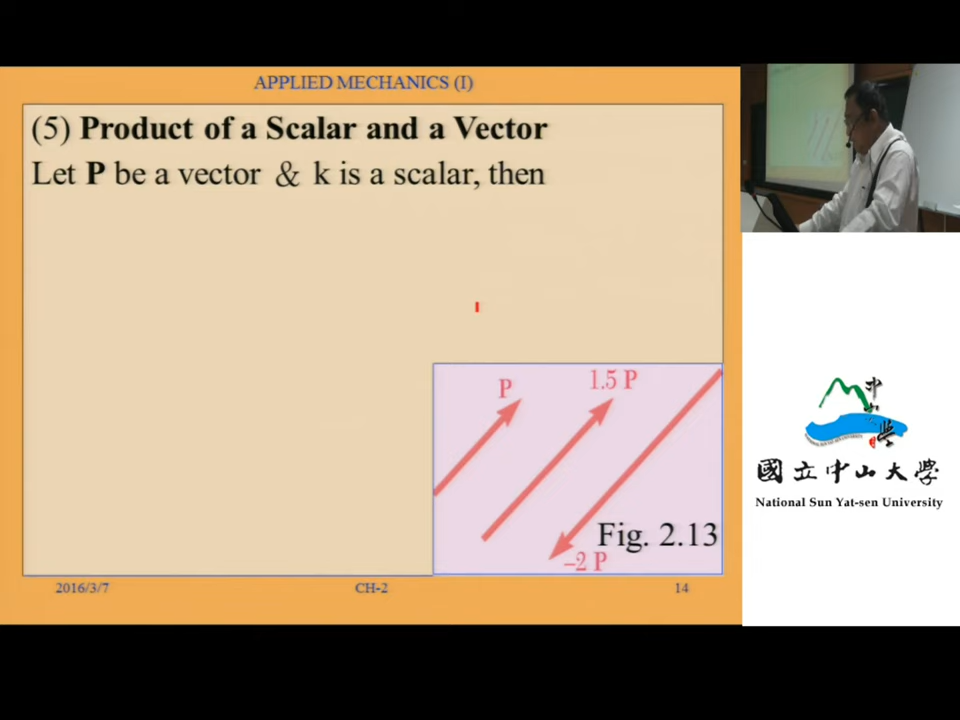 APPLIED MECHANICS (I)
(5) Product of a Scalar and a Vector
Let P be a vector & k is a scalar, then
P
1.5 P
Fig. 2.13
–2 P
2016/3/7
CH-2
14
國立中山大學
National Sun Yat-sen University